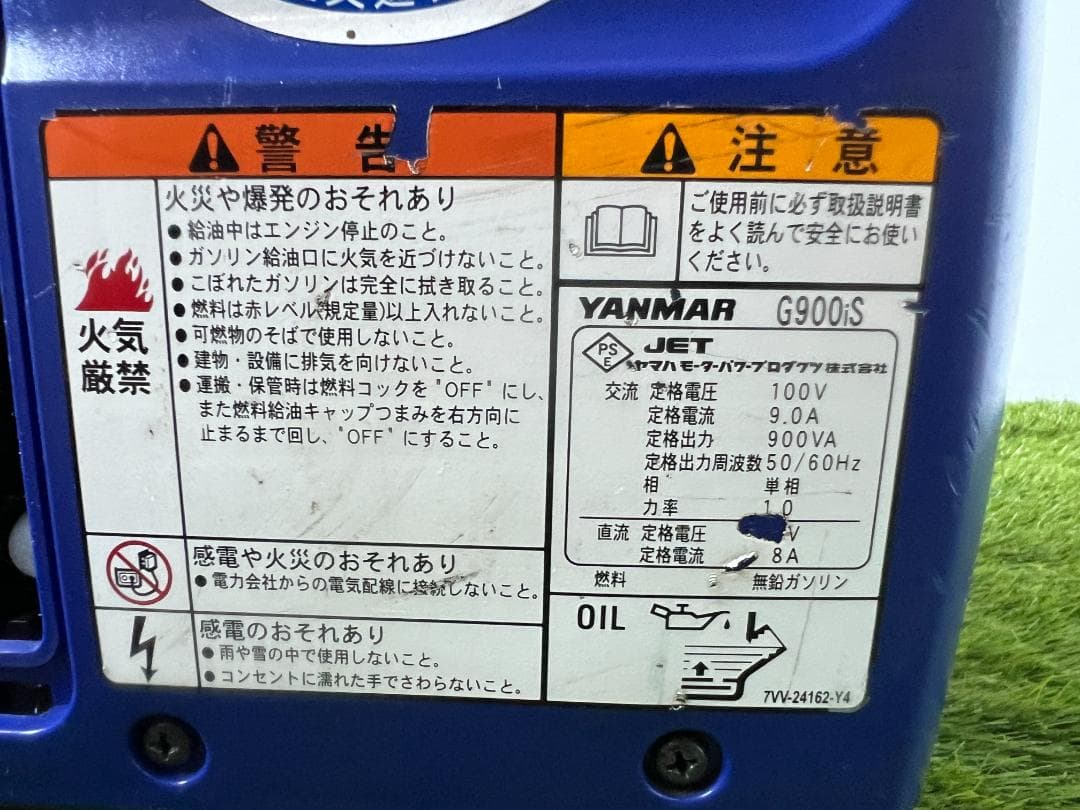 警告
火災や爆発のおそれあり
● 給油中はエンジン停止のこと。
● ガソリン給油口に火気を近づけないこと。
● こぼれたガソリンは完全に拭き取ること。
● 燃料は赤レベル(規定量)以上入れないこと。
● 可燃物のそばで使用しないこと。
● 建物・設備に排気を向けないこと。
● 運搬・保管時は燃料コックを "OFF" にし、
また燃料給油キャップつまみを右方向に
止まるまで回し、"OFF" にすること。
火気
厳禁
感電や火災のおそれあり
● 電力会社からの電気配線に接続しないこと。
感電のおそれあり
● 雨や雪の中で使用しないこと。
● コンセントに濡れた手でさわらないこと。
注意
ご使用前に必ず取扱説明書
をよく読んで安全にお使い
ください。
YANMAR G900iS
PS
E
JET
ヤマハモーターパワープロダクツ株式会社
交流 定格電圧 100V
定格電流 9.0A
定格出力 900VA
定格出力周波数 50/60Hz
相 単相
力率 1.0
直流 定格電圧 V
定格電流 8A
燃料 無鉛ガソリン
OIL
7VV-24162-Y4